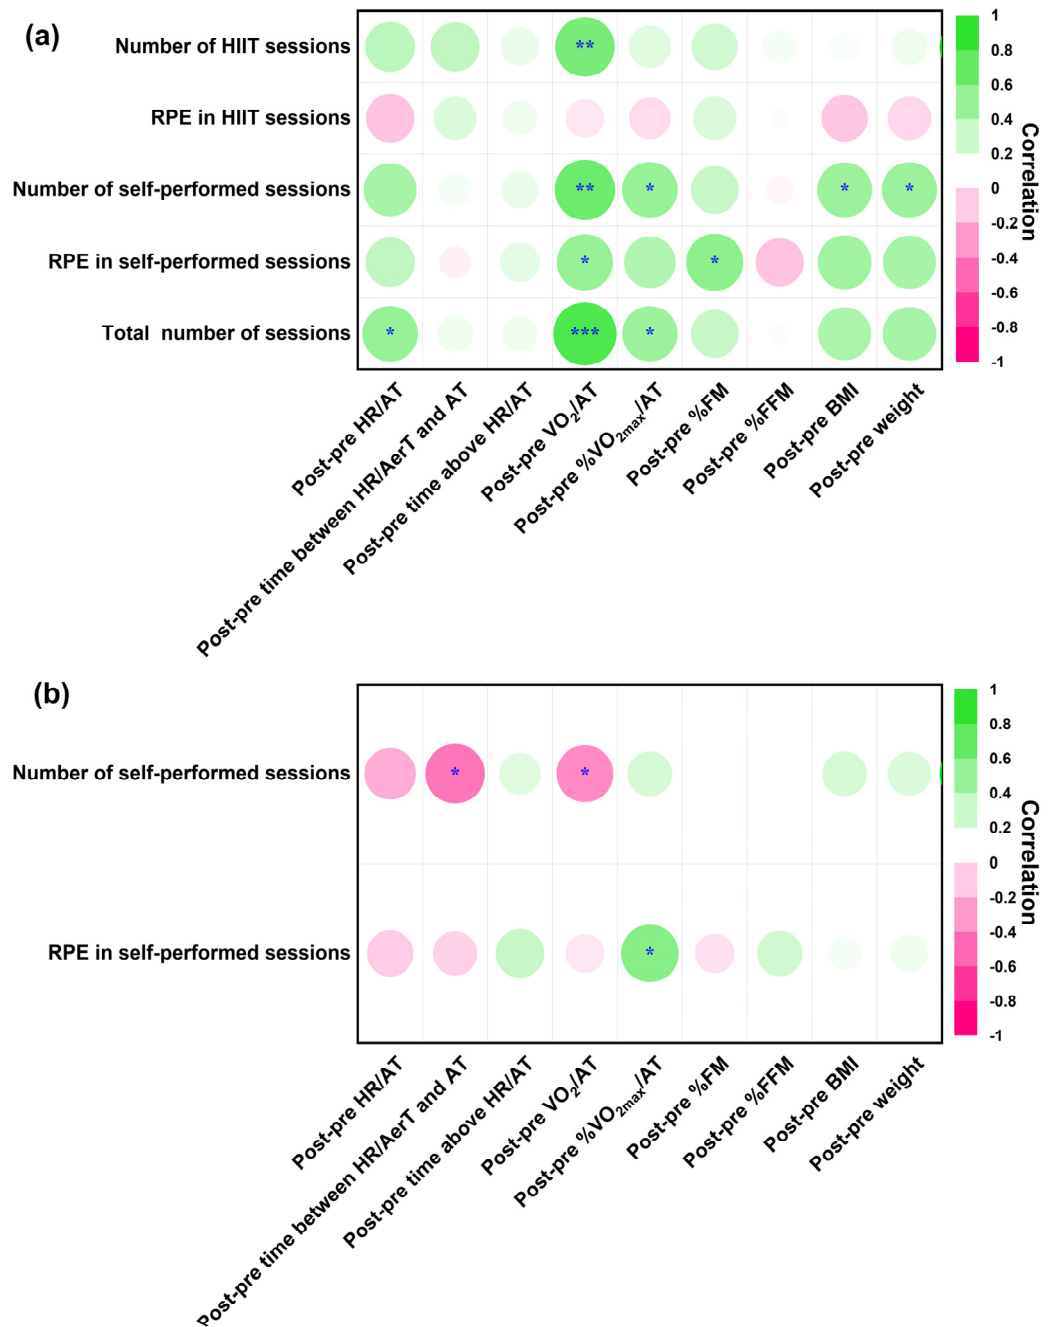 (a)
Number of HIIT sessions
RPE in HIIT sessions
Number of self-performed sessions
RPE in self-performed sessions
Total number of sessions
**
** * * *
* *
* *** *
Post-pre HR/AT
Post-pre time between HR/AerT and AT
Post-pre time above HR/AT
Post-pre VO2/AT
Post-pre %VO2max/AT
Post-pre %FM
Post-pre %FFM
Post-pre BMI
Post-pre weight
1
0.8
0.6
0.4
0.2
0
-0.2
-0.4
-0.6
-0.8
-1
Correlation
(b)
Number of self-performed sessions
RPE in self-performed sessions
* *
*
Post-pre HR/AT
Post-pre time between HR/AerT and AT
Post-pre time above HR/AT
Post-pre VO2/AT
Post-pre %VO2max/AT
Post-pre %FM
Post-pre %FFM
Post-pre BMI
Post-pre weight
1
0.8
0.6
0.4
0.2
0
-0.2
-0.4
-0.6
-0.8
-1
Correlation